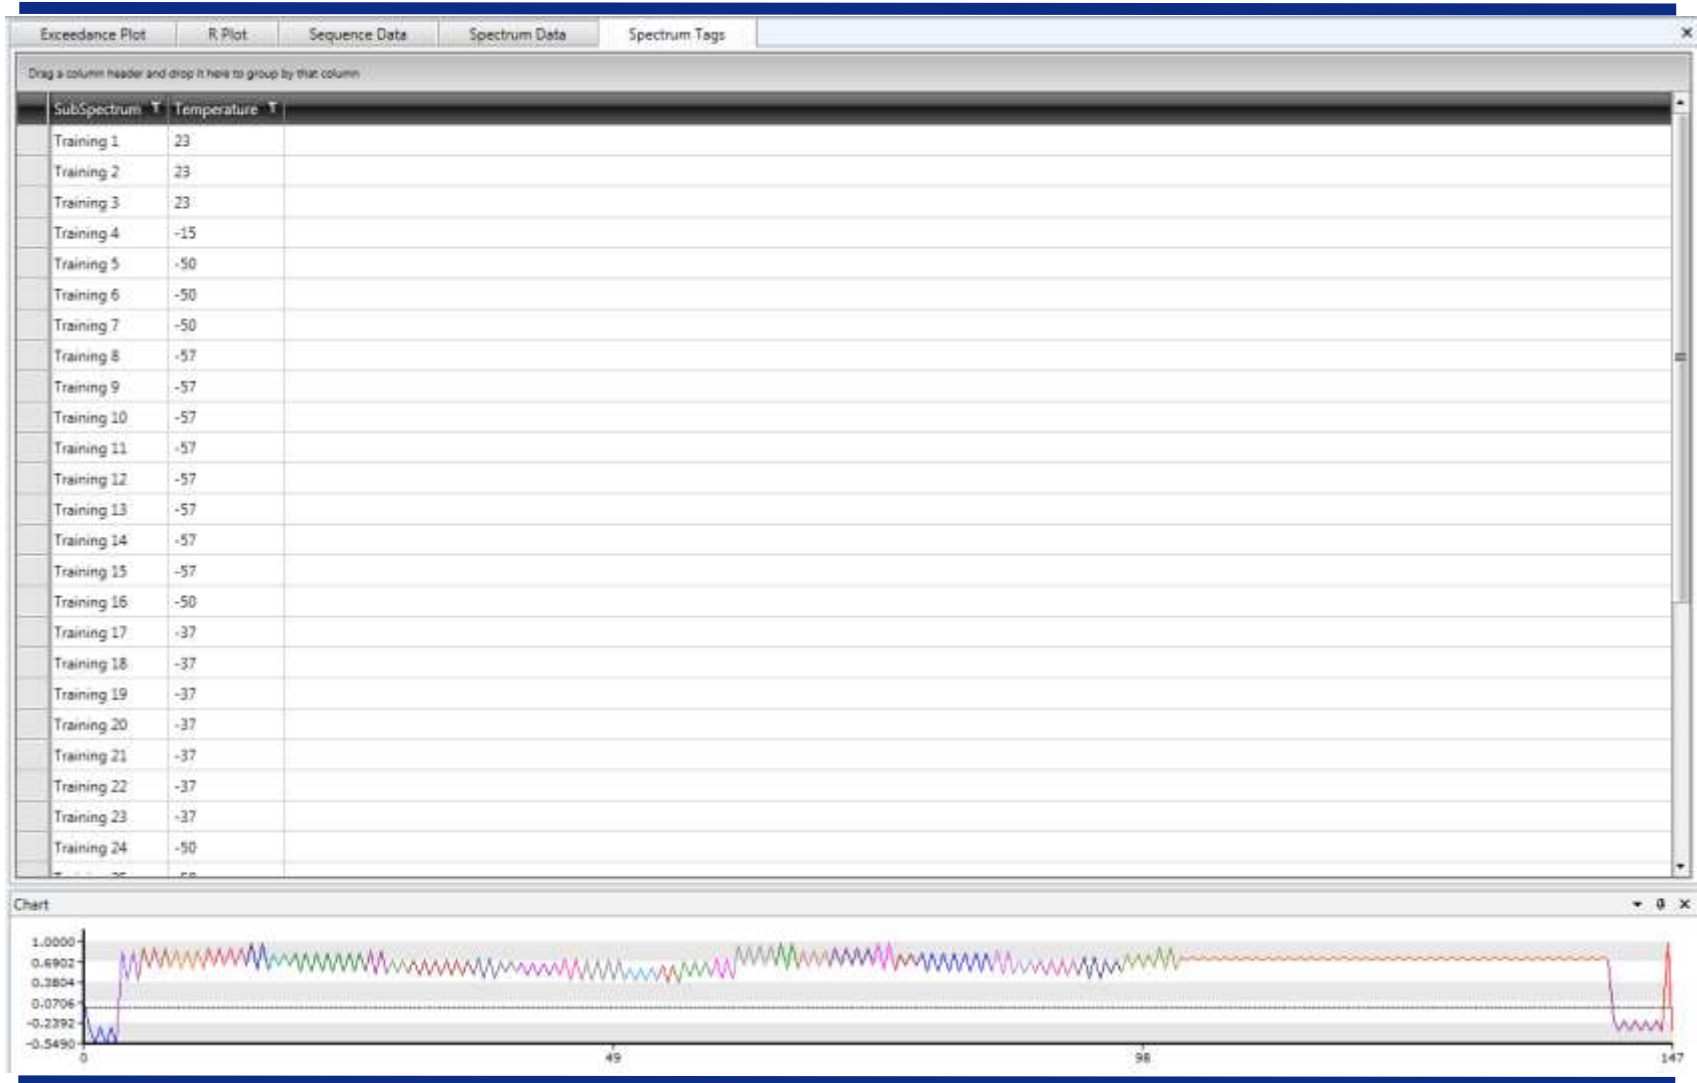 Exceedance Plot R Plot Sequence Data Spectrum Data Spectrum Tags
Drag a column header and drop it here to group by that column
SubSpectrum Temperature
Training 1 23
Training 2 23
Training 3 23
Training 4 -15
Training 5 -50
Training 6 -50
Training 7 -50
Training 8 -57
Training 9 -57
Training 10 -57
Training 11 -57
Training 12 -57
Training 13 -57
Training 14 -57
Training 15 -57
Training 16 -50
Training 17 -37
Training 18 -37
Training 19 -37
Training 20 -37
Training 21 -37
Training 22 -37
Training 23 -37
Training 24 -50
Chart
1.0000
0.6902
0.3804
0.0706
-0.2392
-0.5490
0 49 98 147